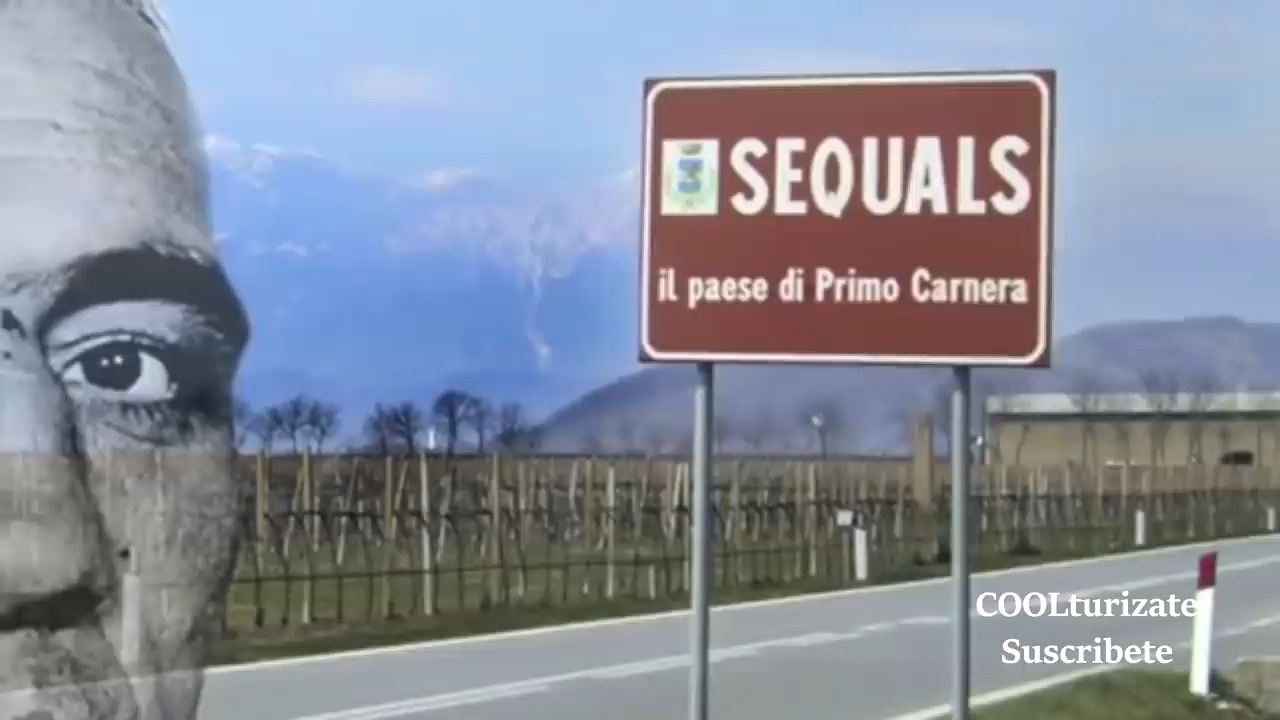 SEQUALS
il paese di Primo Carnera
COOLturizate
Suscribete